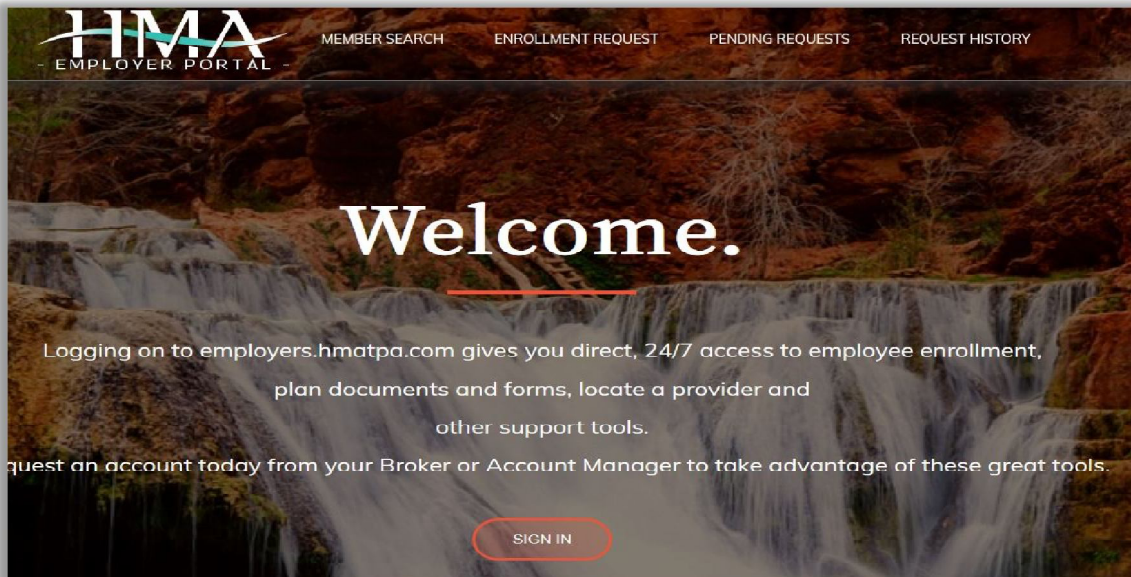 HMA
- EMPLOYER PORTAL -
MEMBER SEARCH ENROLLMENT REQUEST PENDING REQUESTS REQUEST HISTORY
Welcome.
Logging on to employers.hmatpa.com gives you direct, 24/7 access to employee enrollment,
plan documents and forms, locate a provider and
other support tools.
quest an account today from your Broker or Account Manager to take advantage of these great tools.
SIGN IN